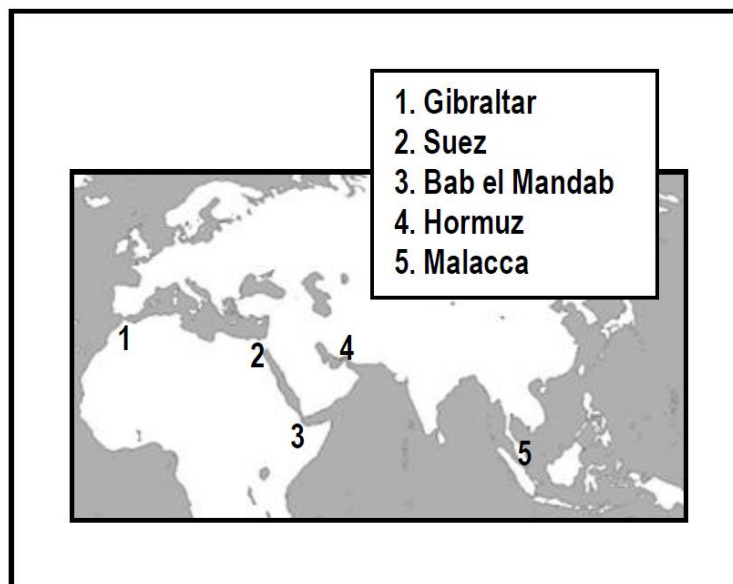 1. Gibraltar
2. Suez
3. Bab el Mandab
4. Hormuz
5. Malacca
1
2
4
3
5